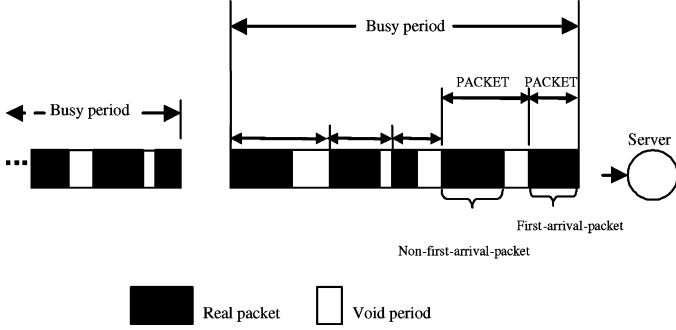 Busy period
PACKET PACKET
Busy period
Server
First-arrival-packet
Non-first-arrival-packet
Real packet
Void period